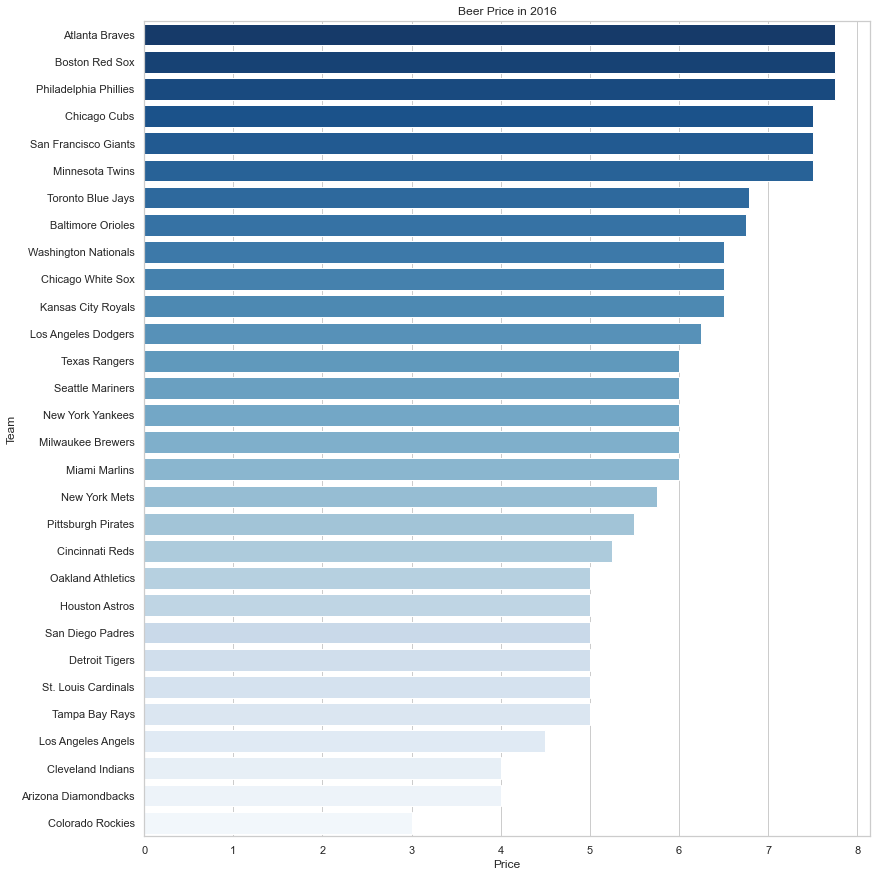 Beer Price in 2016
Atlanta Braves
Boston Red Sox
Philadelphia Phillies
Chicago Cubs
San Francisco Giants
Minnesota Twins
Toronto Blue Jays
Baltimore Orioles
Washington Nationals
Chicago White Sox
Kansas City Royals
Los Angeles Dodgers
Texas Rangers
Seattle Mariners
New York Yankees
Milwaukee Brewers
Miami Marlins
New York Mets
Pittsburgh Pirates
Cincinnati Reds
Oakland Athletics
Houston Astros
San Diego Padres
Detroit Tigers
St. Louis Cardinals
Tampa Bay Rays
Los Angeles Angels
Cleveland Indians
Arizona Diamondbacks
Colorado Rockies
Team
0 1 2 3 4 5 6 7 8
Price